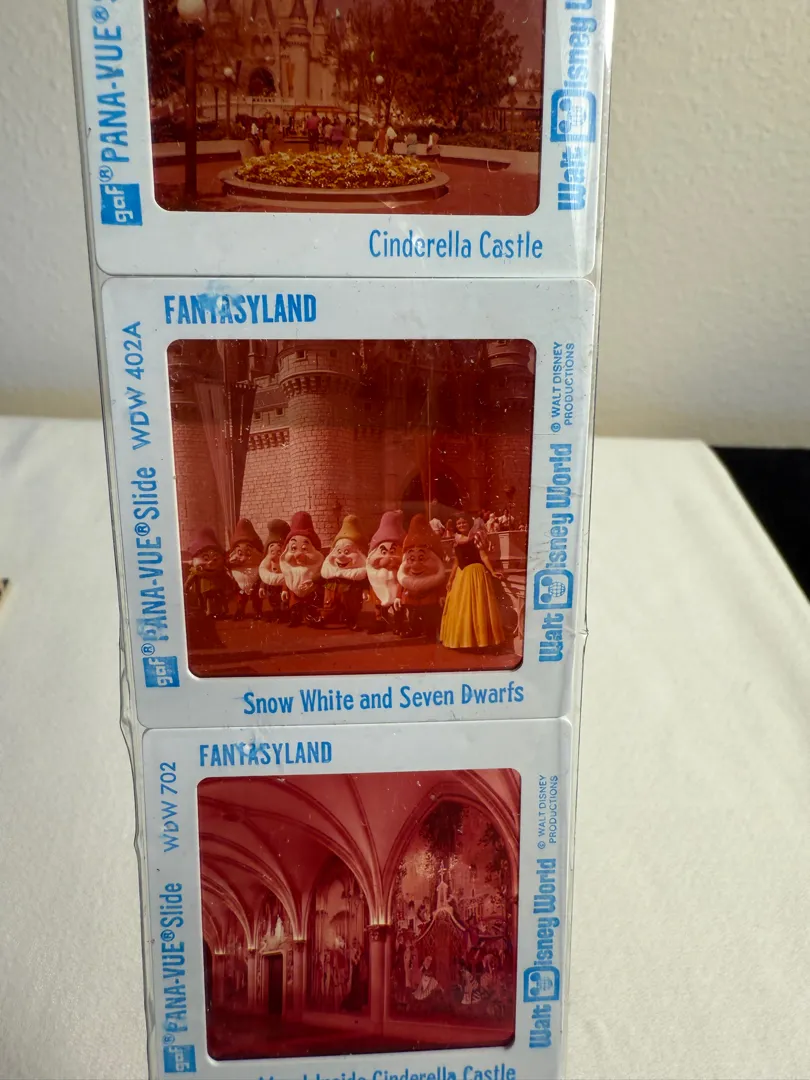 gaf® PANA-VUE®
Walt Disney
Cinderella Castle
FANTASYLAND
gaf® PANA-VUE® Slide WDW 402A
© WALT DISNEY
PRODUCTIONS
Walt Disney World
Snow White and Seven Dwarfs
FANTASYLAND
gaf® PANA-VUE® Slide WDW 702
© WALT DISNEY
PRODUCTIONS
Walt Disney World
Inside Cinderella Castle